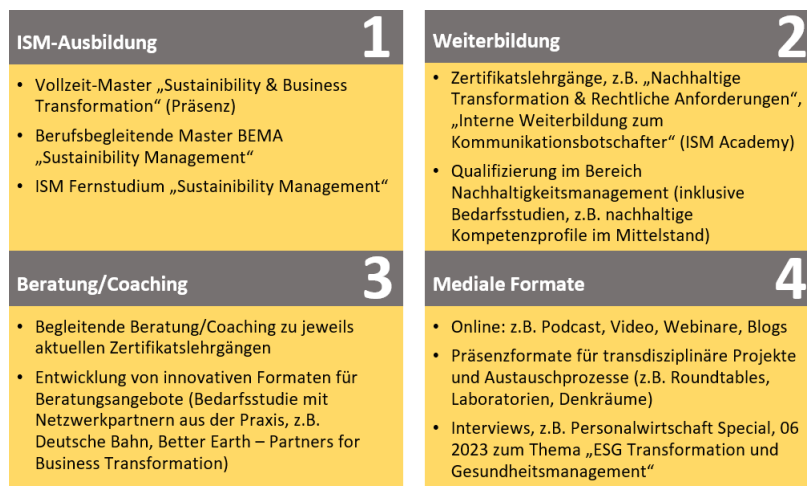 ISM-Ausbildung 1
• Vollzeit-Master „Sustainibility & Business
Transformation“ (Präsenz)
• Berufsbegleitende Master BEMA
„Sustainibility Management“
• ISM Fernstudium „Sustainibility Management“
Weiterbildung 2
• Zertifikatslehrgänge, z.B. „Nachhaltige
Transformation & Rechtliche Anforderungen“,
„Interne Weiterbildung zum
Kommunikationsbotschafter“ (ISM Academy)
• Qualifizierung im Bereich
Nachhaltigkeitsmanagement (inklusive
Bedarfsstudien, z.B. nachhaltige
Kompetenzprofile im Mittelstand)
Beratung/Coaching 3
• Begleitende Beratung/Coaching zu jeweils
aktuellen Zertifikatslehrgängen
• Entwicklung von innovativen Formaten für
Beratungsangebote (Bedarfsstudie mit
Netzwerkpartnern aus der Praxis, z.B.
Deutsche Bahn, Better Earth – Partners for
Business Transformation)
Mediale Formate 4
• Online: z.B. Podcast, Video, Webinare, Blogs
• Präsenzformate für transdisziplinäre Projekte
und Austauschprozesse (z.B. Roundtables,
Laboratorien, Denkräume)
• Interviews, z.B. Personalwirtschaft Special, 06
2023 zum Thema „ESG Transformation und
Gesundheitsmanagement“